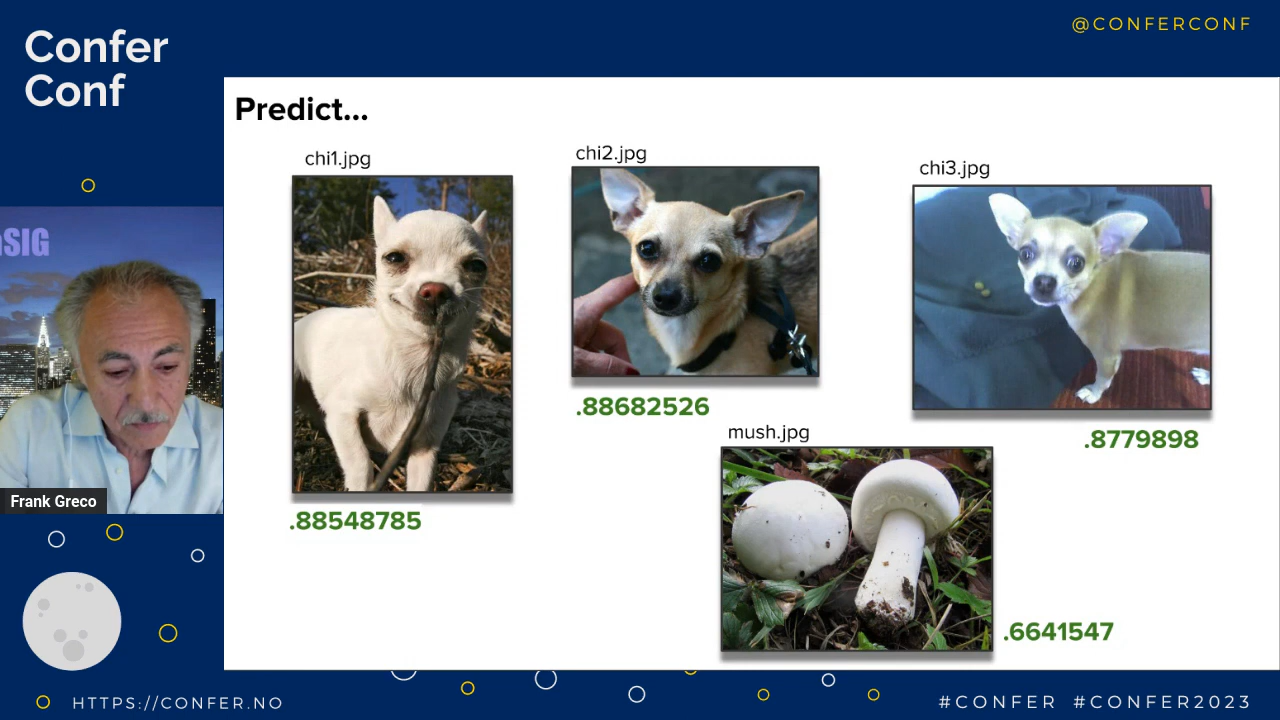 Confer
Conf
@CONFERCONF
Predict...
chi1.jpg
chi2.jpg
chi3.jpg
SIG
.88682526
.8779898
mush.jpg
Frank Greco
.88548785
.6641547
HTTPS://CONFER.NO
#CONFER #CONFER2023